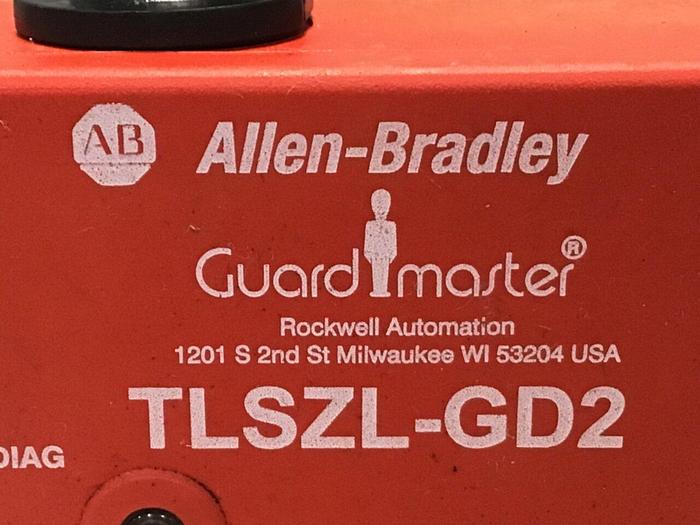 AB Allen-Bradley
Guardmaster®
Rockwell Automation
1201 S 2nd St Milwaukee WI 53204 USA
TLSZL-GD2
DIAG